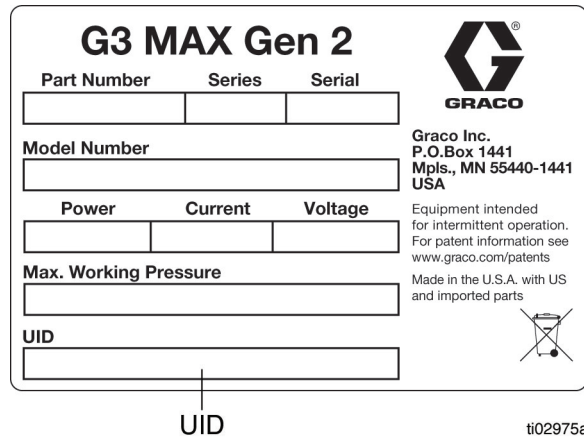 G3 MAX Gen 2
Part Number Series Serial
Model Number
Power Current Voltage
Max. Working Pressure
UID
®
GRACO
Graco Inc.
P.O.Box 1441
Mpls., MN 55440-1441
USA
Equipment intended
for intermittent operation.
For patent information see
www.graco.com/patents
Made in the U.S.A. with US
and imported parts
UID
ti02975a